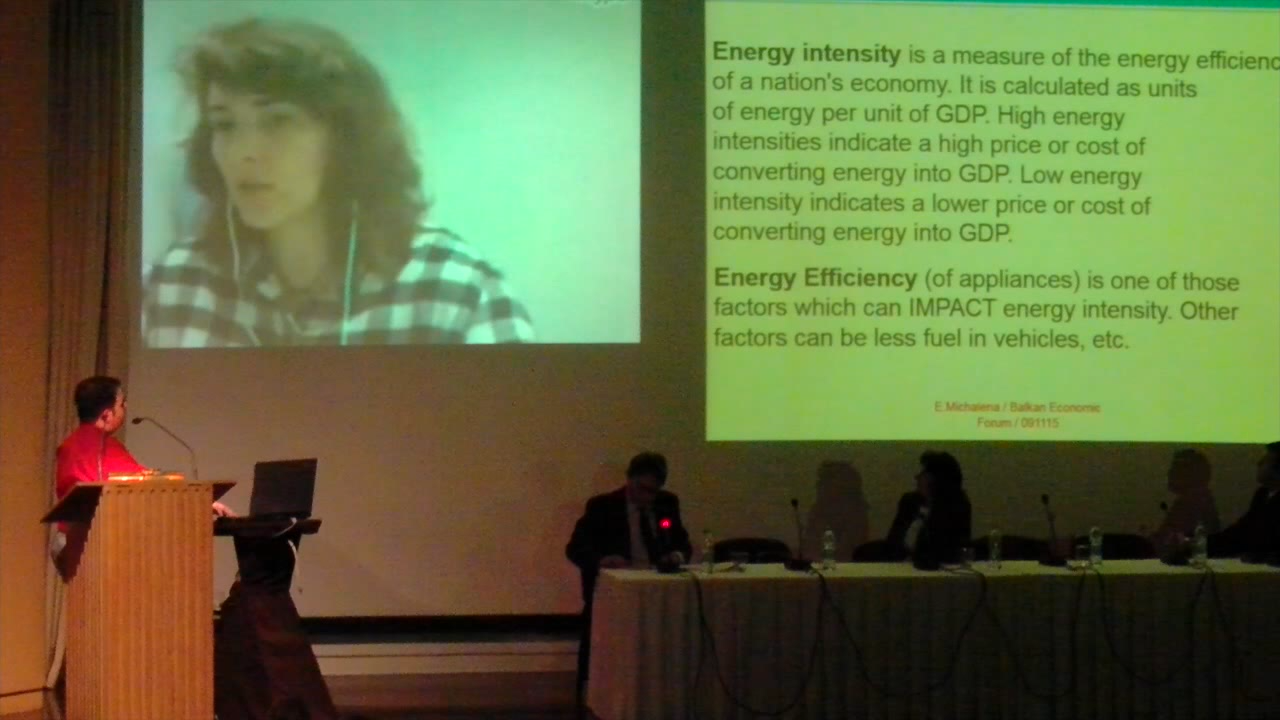 Energy intensity is a measure of the energy efficienc
of a nation's economy. It is calculated as units
of energy per unit of GDP. High energy
intensities indicate a high price or cost of
converting energy into GDP. Low energy
intensity indicates a lower price or cost of
converting energy into GDP.
Energy Efficiency (of appliances) is one of those
factors which can IMPACT energy intensity. Other
factors can be less fuel in vehicles, etc.
E.Michalena / Balkan Economic
Forum / 091115